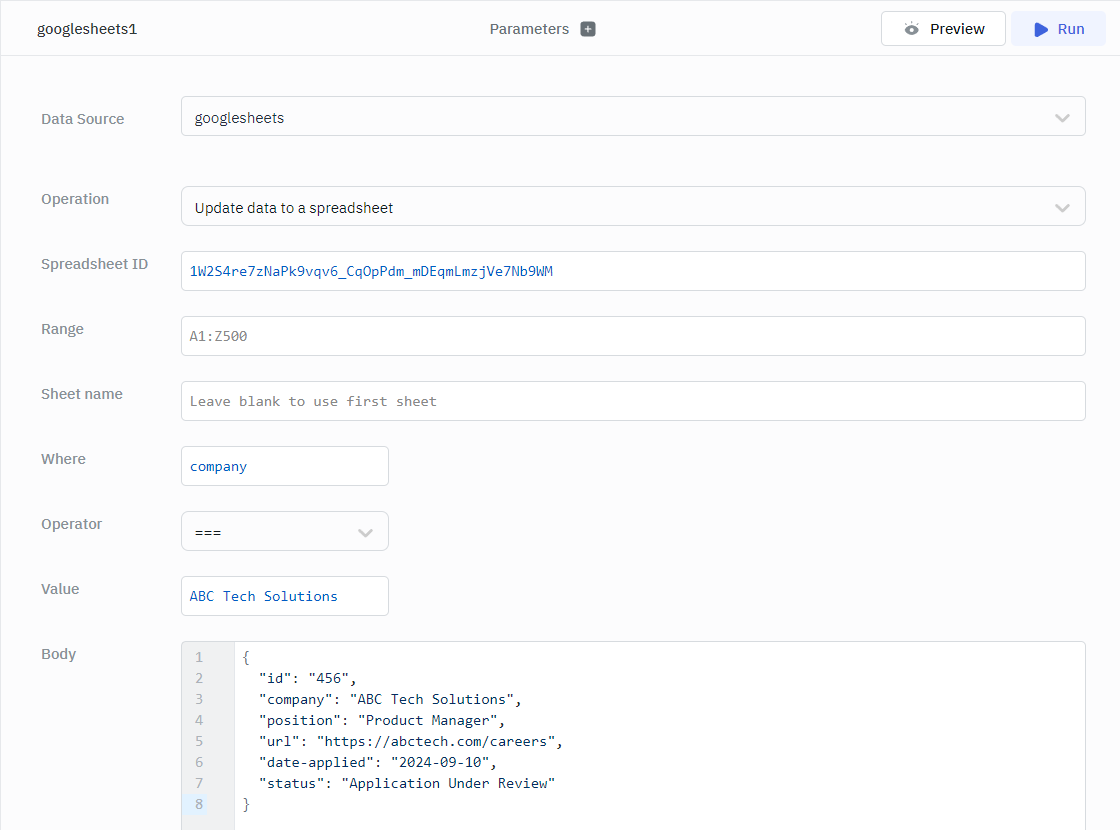 googlesheets1 Parameters + Preview Run
Data Source googlesheets
Operation Update data to a spreadsheet
Spreadsheet ID 1W2S4re7zNaPk9vqv6_CqOpPdm_mDEqmLmzjVe7Nb9WM
Range A1:Z500
Sheet name Leave blank to use first sheet
Where company
Operator ===
Value ABC Tech Solutions
Body
1 {
2 "id": "456",
3 "company": "ABC Tech Solutions",
4 "position": "Product Manager",
5 "url": "https://abctech.com/careers",
6 "date-applied": "2024-09-10",
7 "status": "Application Under Review"
8 }